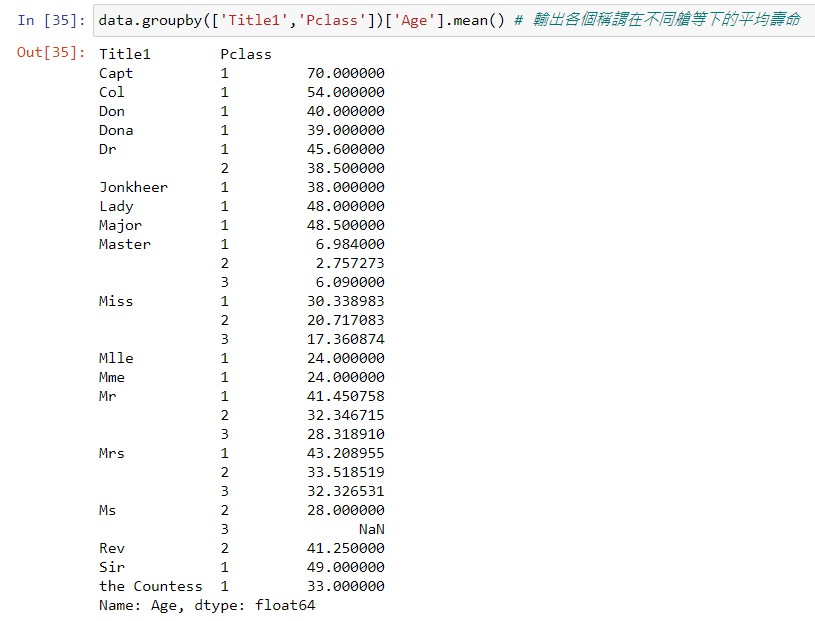 In [35]: data.groupby(['Title1','Pclass'])['Age'].mean() # 輸出各個稱謂在不同艙等下的平均壽命
Out[35]: Title1 Pclass
Capt 1 70.000000
Col 1 54.000000
Don 1 40.000000
Dona 1 39.000000
Dr 1 45.600000
2 38.500000
Jonkheer 1 38.000000
Lady 1 48.000000
Major 1 48.500000
Master 1 6.984000
2 2.757273
3 6.090000
Miss 1 30.338983
2 20.717083
3 17.360874
Mlle 1 24.000000
Mme 1 24.000000
Mr 1 41.450758
2 32.346715
3 28.318910
Mrs 1 43.208955
2 33.518519
3 32.326531
Ms 2 28.000000
3 NaN
Rev 2 41.250000
Sir 1 49.000000
the Countess 1 33.000000
Name: Age, dtype: float64